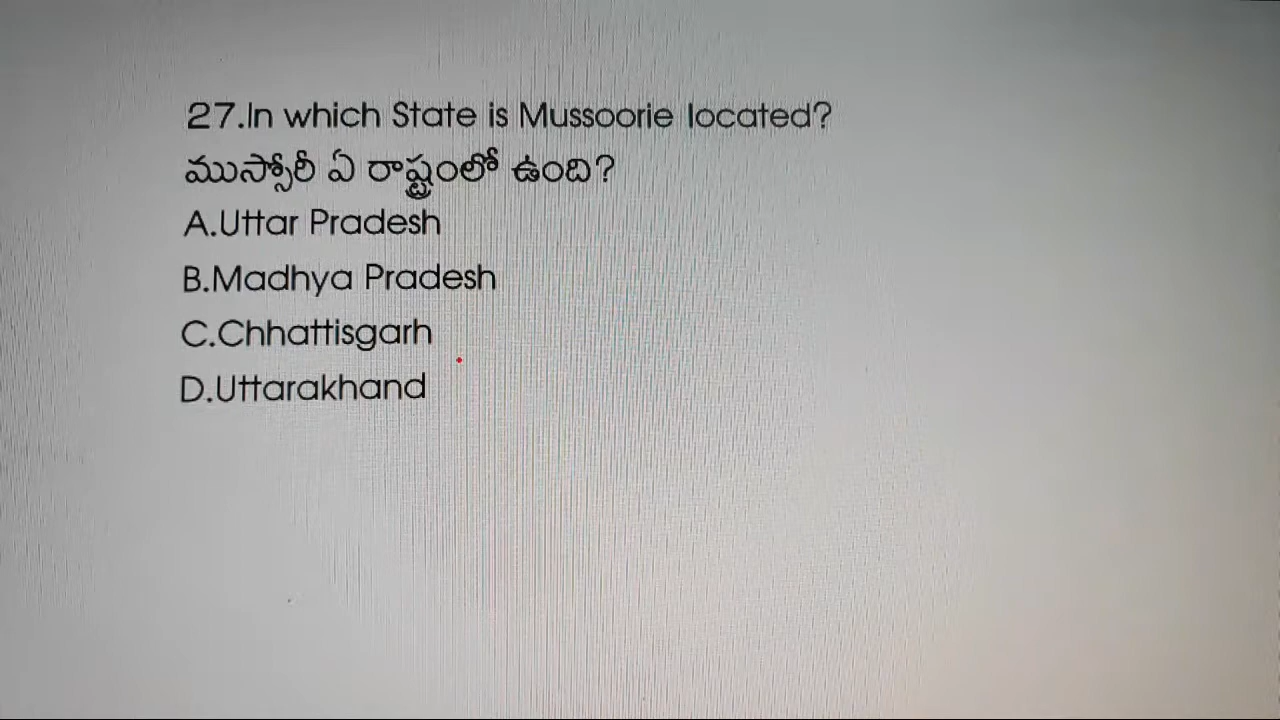 27.In which State is Mussoorie located?
ముస్సోరీ ఏ రాష్ట్రంలో ఉంది?
A.Uttar Pradesh
B.Madhya Pradesh
C.Chhattisgarh
D.Uttarakhand